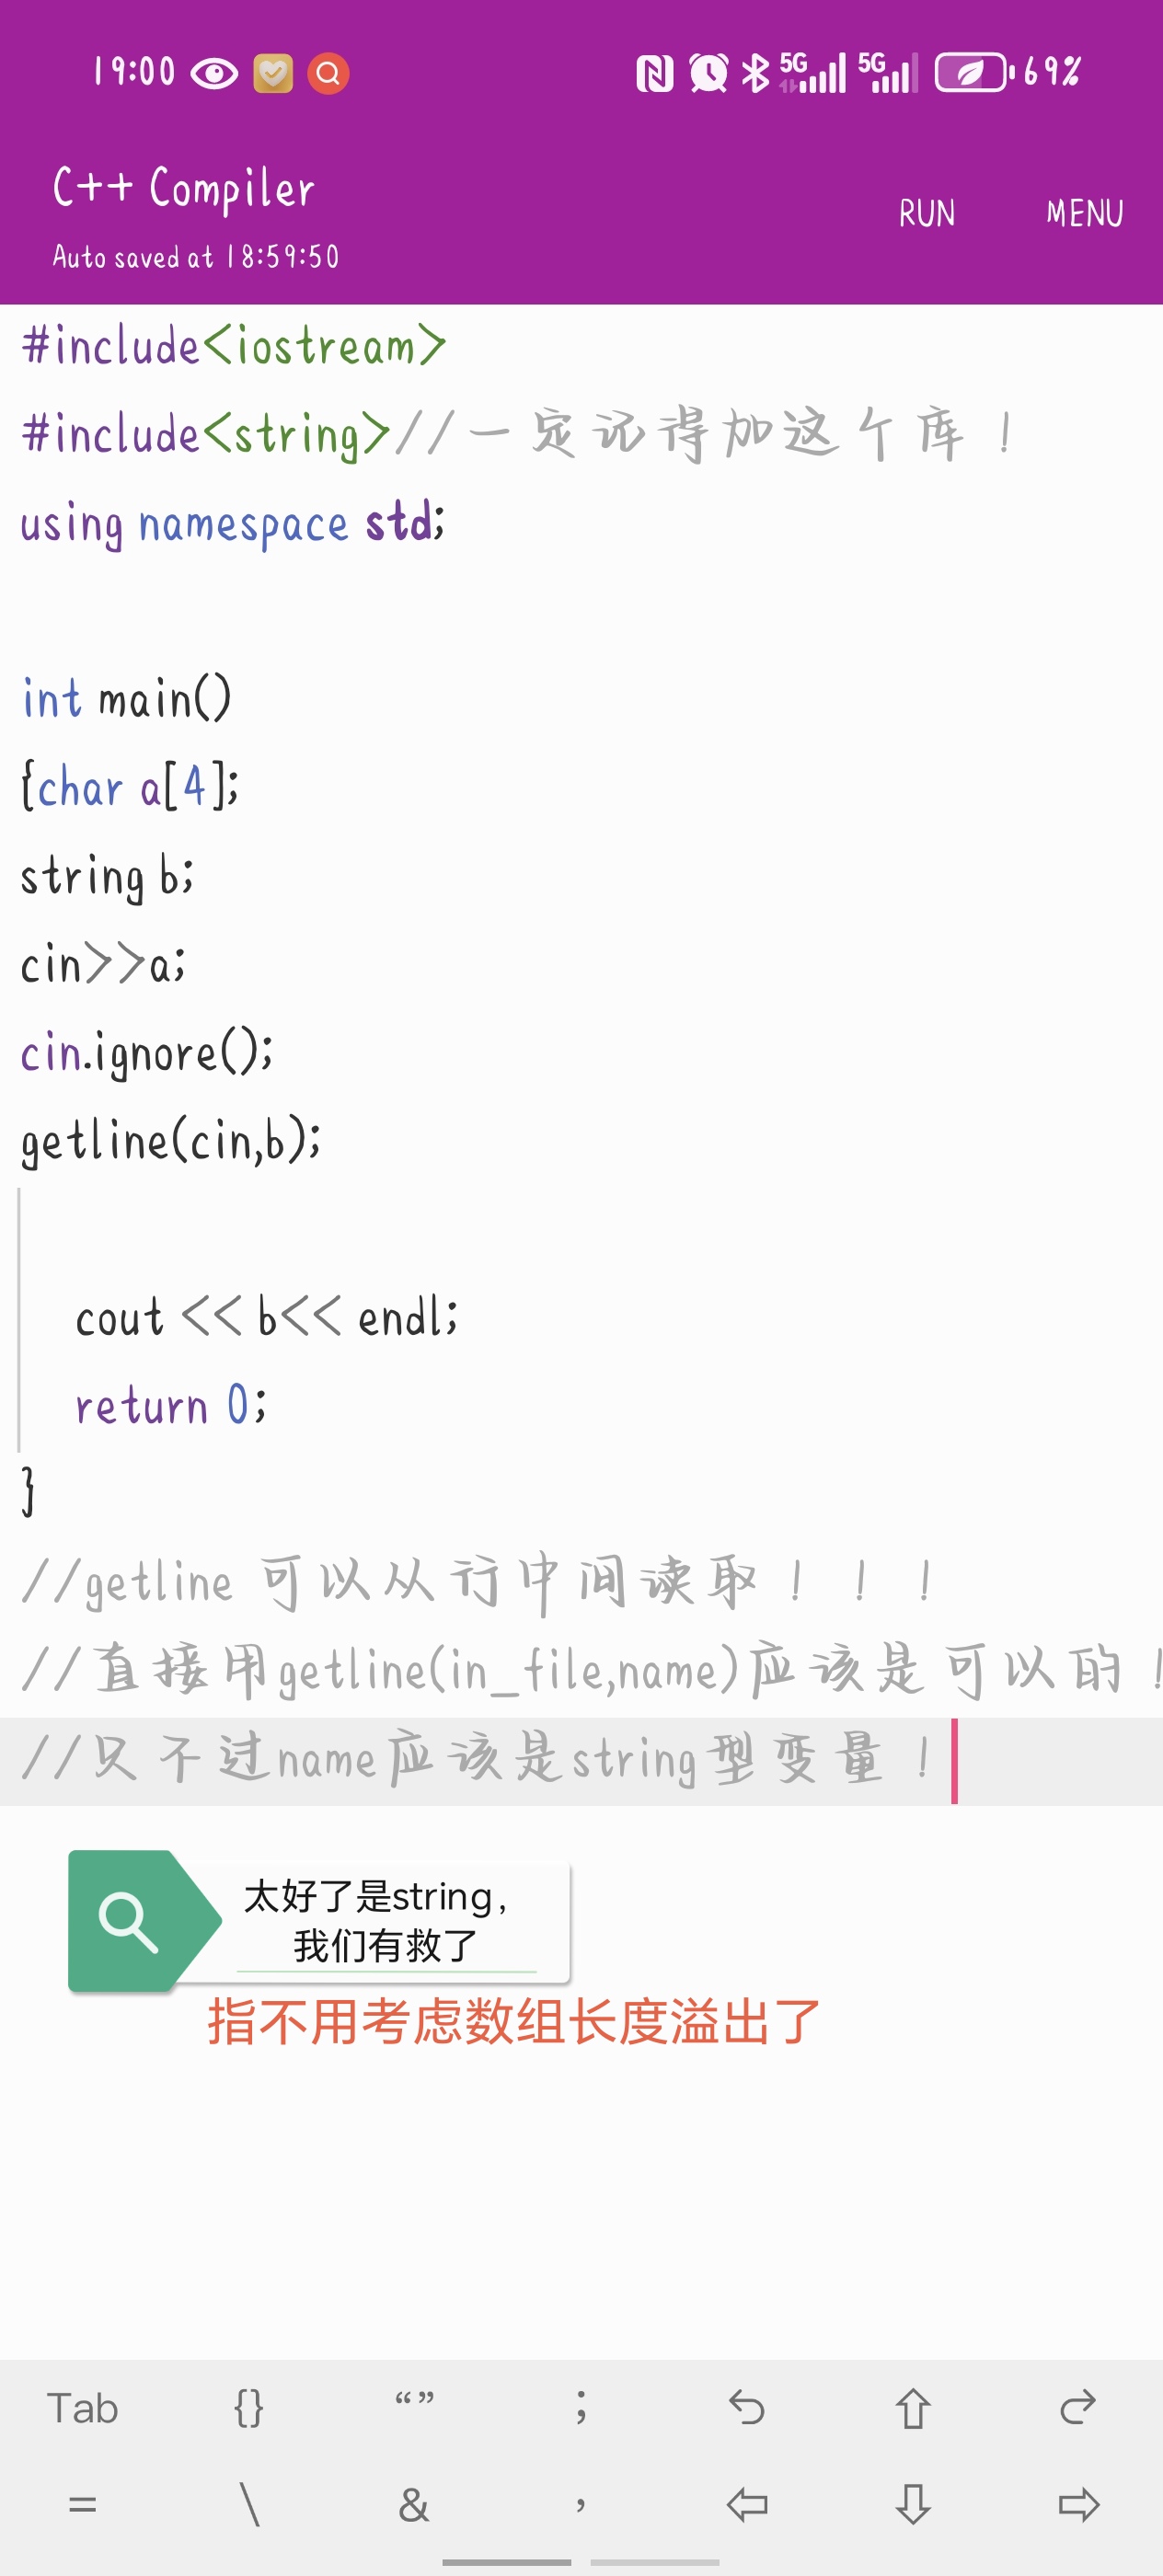 19:00
5G 5G 69%
C++ Compiler
Auto saved at 18:59:50
RUN MENU
#include<iostream>
#include<string>//一定记得加这个库！
using namespace std;
int main()
{char a[4];
string b;
cin>>a;
cin.ignore();
getline(cin,b);
cout << b<< endl;
return 0;
}
//getline 可以从行中间读取！！！
//直接用getline(in_file,name)应该是可以的！
//只不过name应该是string型变量！
太好了是string，
我们有救了
指不用考虑数组长度溢出了
Tab {} “” ;
= \ & ,